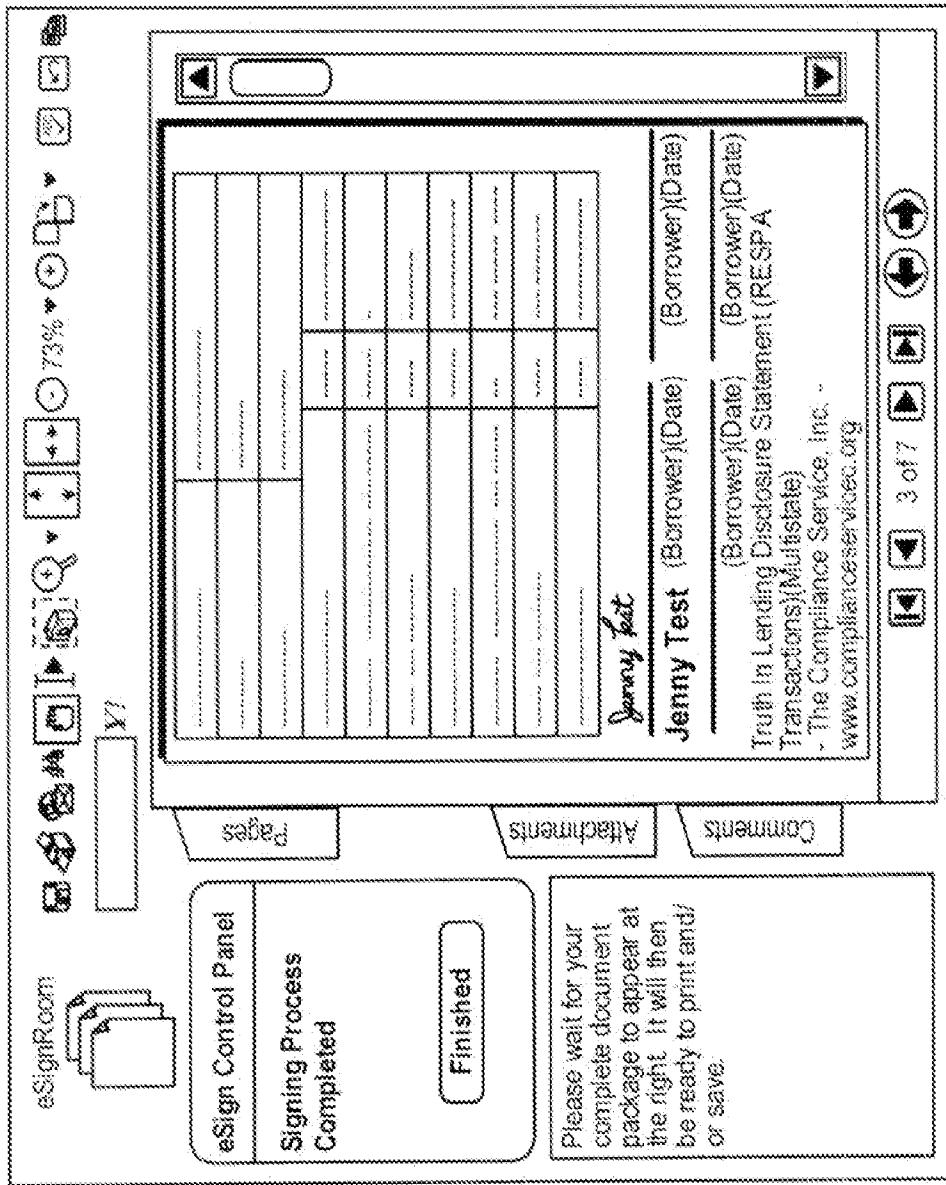 eSignRoom
73%
Y!
eSign Control Panel
Signing Process
Completed
Finished
Please wait for your
complete document
package to appear at
the right. It will then
be ready to print and/
or save.
Pages
Attachments
Comments
Jenny Test
Jenny Test (Borrower)(Date) (Borrower)(Date)
(Borrower)(Date) (Borrower)(Date)
Truth In Lending Disclosure Statement (RESPA
Transactons)(Multistate)
- The Compliance Service, Inc. -
www.complianceserviceo.org
3 of 7